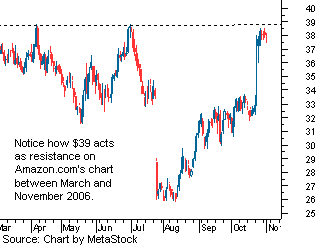 40
39
38
37
36
35
34
33
32
31
30
29
28
27
26
25
Notice how $39 acts
as resistance on
Amazon.com's chart
between March and
November 2006.
Mar Apr May Jun Jul Aug Sep Oct Nov
Source: Chart by MetaStock